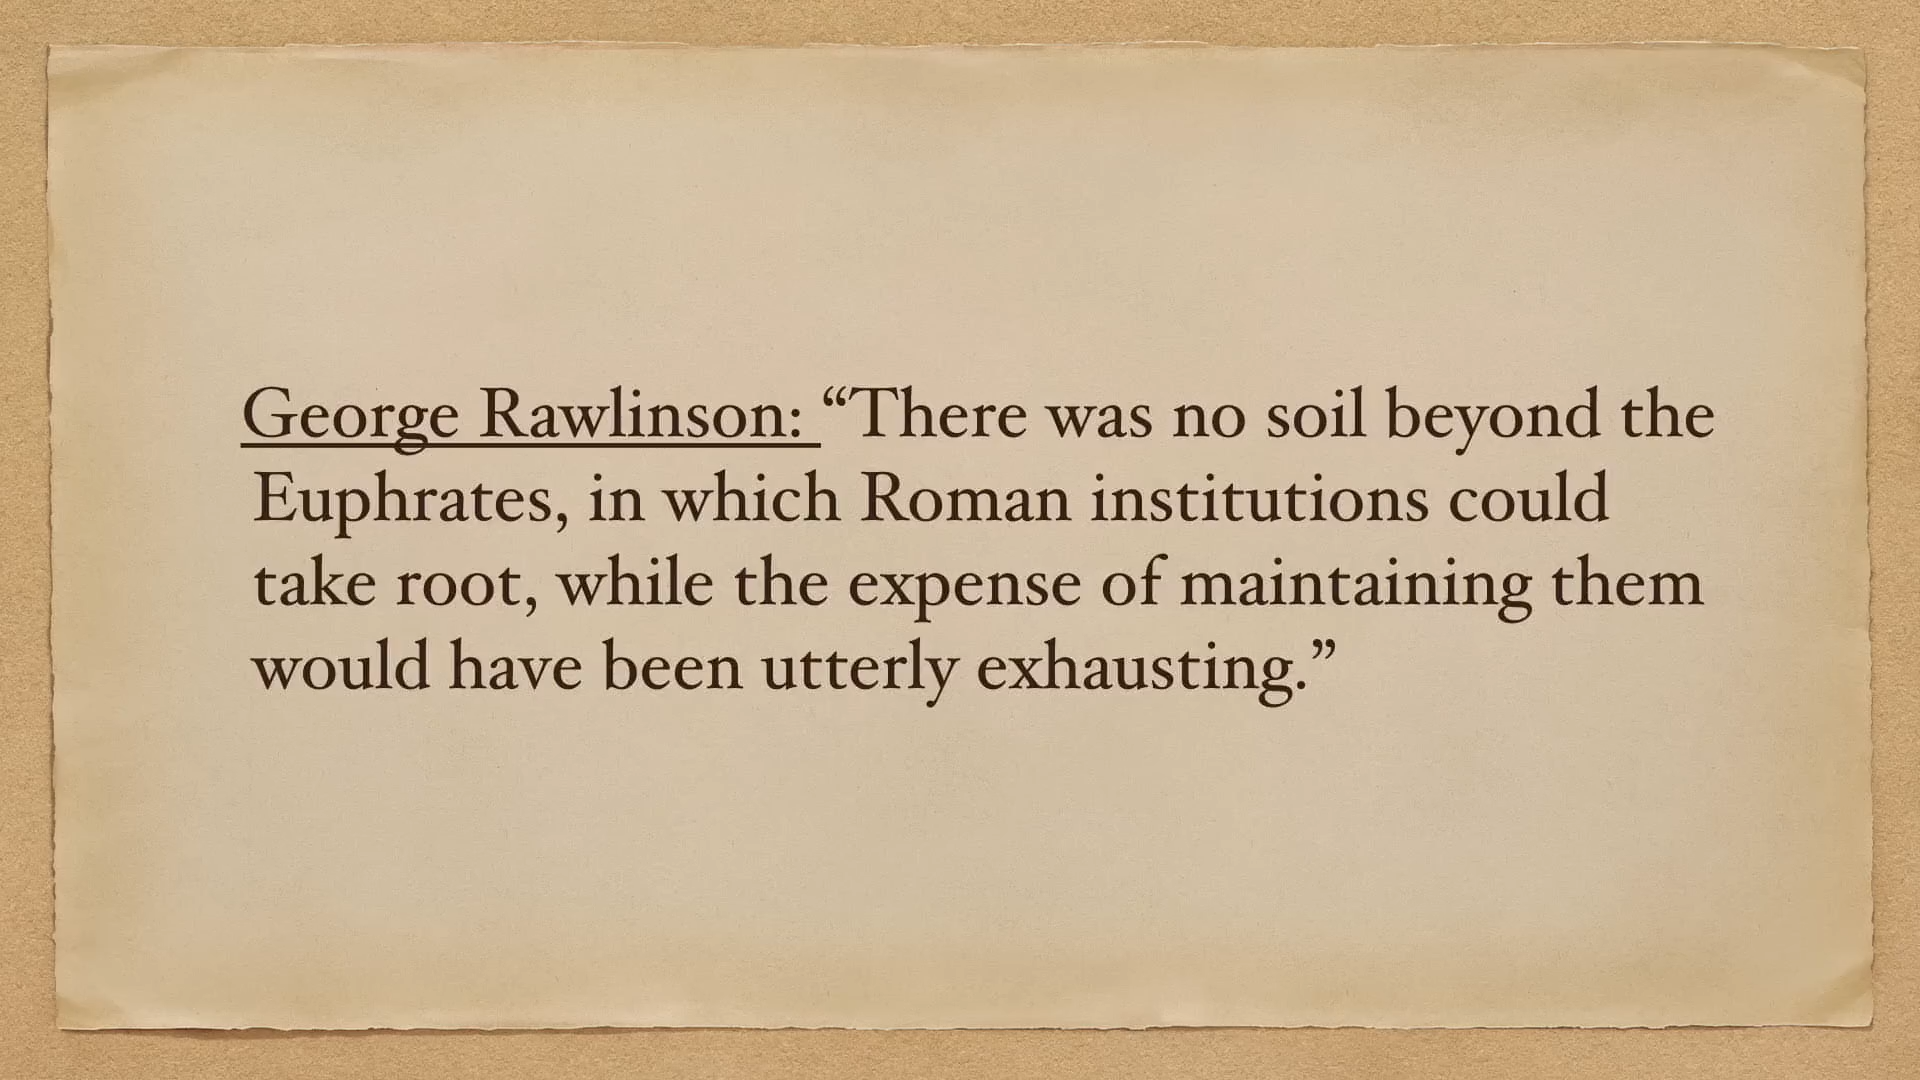 George Rawlinson: “There was no soil beyond the
Euphrates, in which Roman institutions could
take root, while the expense of maintaining them
would have been utterly exhausting.”